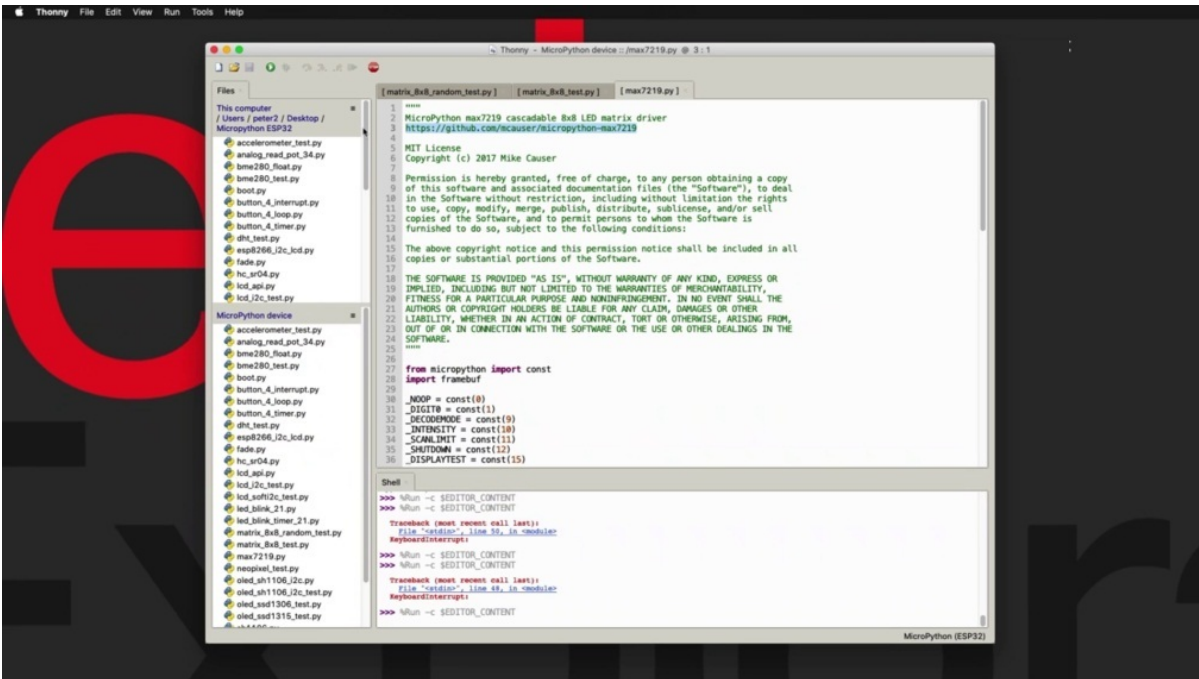 Thonny File Edit View Run Tools Help
Thonny - MicroPython device :: /max7219.py @ 3 : 1
Files
This computer
/ Users / peter2 / Desktop /
Micropython ESP32
accelerometer_test.py
analog_read_pot_34.py
bme280_float.py
bme280_test.py
boot.py
button_4_interrupt.py
button_4_loop.py
button_4_timer.py
dht_test.py
esp8266_i2c_lcd.py
fade.py
hc_sr04.py
lcd_api.py
lcd_i2c_test.py
MicroPython device
accelerometer_test.py
analog_read_pot_34.py
bme280_float.py
bme280_test.py
boot.py
button_4_interrupt.py
button_4_loop.py
button_4_timer.py
dht_test.py
esp8266_i2c_lcd.py
fade.py
hc_sr04.py
lcd_api.py
lcd_i2c_test.py
lcd_softi2c_test.py
led_blink_21.py
led_blink_timer_21.py
matrix_8x8_random_test.py
matrix_8x8_test.py
max7219.py
neopixel_test.py
oled_sh1106_i2c.py
oled_sh1106_i2c_test.py
oled_ssd1306_test.py
oled_ssd1315_test.py
[ matrix_8x8_random_test.py ] [ matrix_8x8_test.py ] [ max7219.py ]
1 """
2 MicroPython max7219 cascadable 8x8 LED matrix driver
3 https://github.com/mcauser/micropython-max7219
4
5 MIT License
6 Copyright (c) 2017 Mike Causer
7
8 Permission is hereby granted, free of charge, to any person obtaining a copy
9 of this software and associated documentation files (the "Software"), to deal
10 in the Software without restriction, including without limitation the rights
11 to use, copy, modify, merge, publish, distribute, sublicense, and/or sell
12 copies of the Software, and to permit persons to whom the Software is
13 furnished to do so, subject to the following conditions:
14
15 The above copyright notice and this permission notice shall be included in all
16 copies or substantial portions of the Software.
17
18 THE SOFTWARE IS PROVIDED "AS IS", WITHOUT WARRANTY OF ANY KIND, EXPRESS OR
19 IMPLIED, INCLUDING BUT NOT LIMITED TO THE WARRANTIES OF MERCHANTABILITY,
20 FITNESS FOR A PARTICULAR PURPOSE AND NONINFRINGEMENT. IN NO EVENT SHALL THE
21 AUTHORS OR COPYRIGHT HOLDERS BE LIABLE FOR ANY CLAIM, DAMAGES OR OTHER
22 LIABILITY, WHETHER IN AN ACTION OF CONTRACT, TORT OR OTHERWISE, ARISING FROM,
23 OUT OF OR IN CONNECTION WITH THE SOFTWARE OR THE USE OR OTHER DEALINGS IN THE
24 SOFTWARE.
25 """
26
27 from micropython import const
28 import framebuf
29
30 _NOOP = const(0)
31 _DIGIT0 = const(1)
32 _DECODEMODE = const(9)
33 _INTENSITY = const(10)
34 _SCANLIMIT = const(11)
35 _SHUTDOWN = const(12)
36 _DISPLAYTEST = const(15)
Shell
>>> %Run -c $EDITOR_CONTENT
>>> %Run -c $EDITOR_CONTENT
Traceback (most recent call last):
File "<stdin>", line 50, in <module>
KeyboardInterrupt:
>>> %Run -c $EDITOR_CONTENT
>>> %Run -c $EDITOR_CONTENT
Traceback (most recent call last):
File "<stdin>", line 48, in <module>
KeyboardInterrupt:
>>> %Run -c $EDITOR_CONTENT
MicroPython (ESP32)